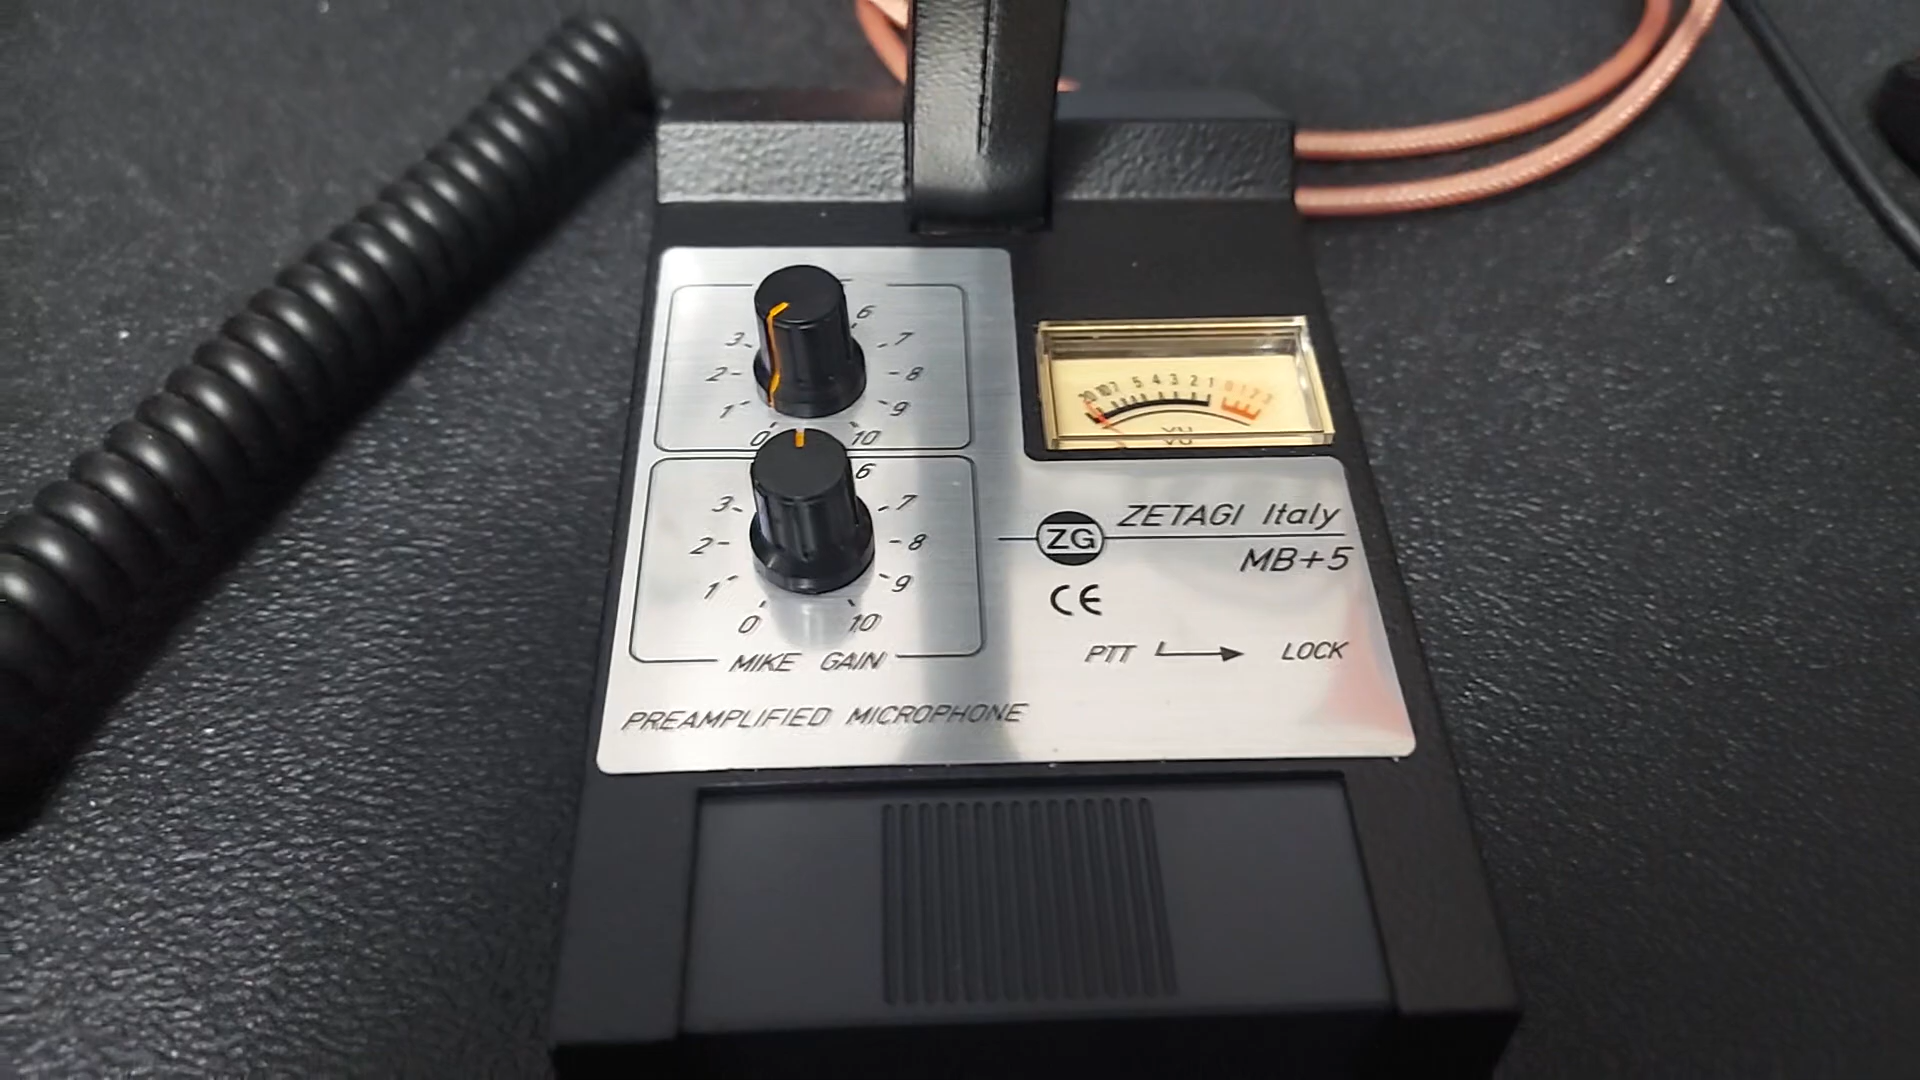 6
3 7
2 8
1 9
0 10
20 10 7 5 4 3 2 1 0 1 2 3
VU
6
3 7
2 8
1 9
0 10
MIKE GAIN
PREAMPLIFIED MICROPHONE
ZG ZETAGI Italy
MB+5
CE
PTT LOCK